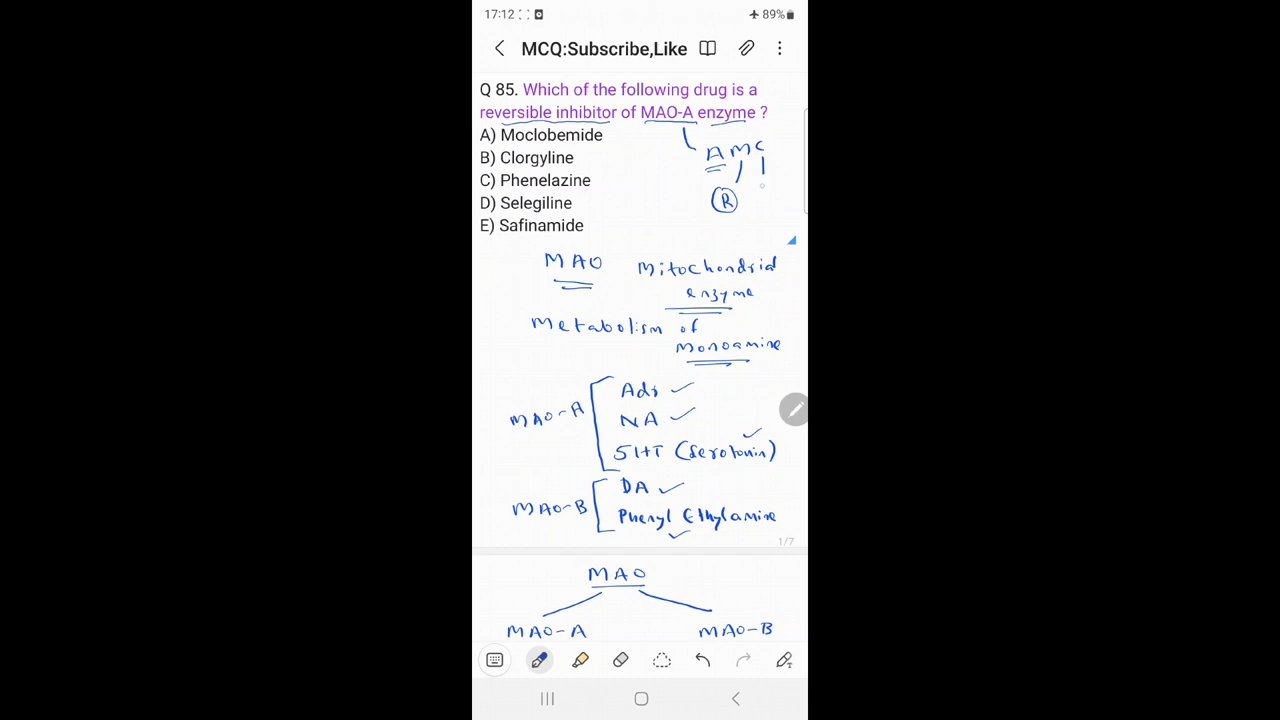 17:12 89%
MCQ:Subscribe,Like
Q 85. Which of the following drug is a
reversible inhibitor of MAO-A enzyme ?
A) Moclobemide
B) Clorgyline
C) Phenelazine
D) Selegiline
E) Safinamide
AMC
R
MAO Mitochondrial
enzyme
Metabolism of
Monoamine
MAO-A
Adr
NA
5HT (Serotonin)
MAO-B
DA
Phenyl Ethylamine
1/7
MAO
MAO-A MAO-B